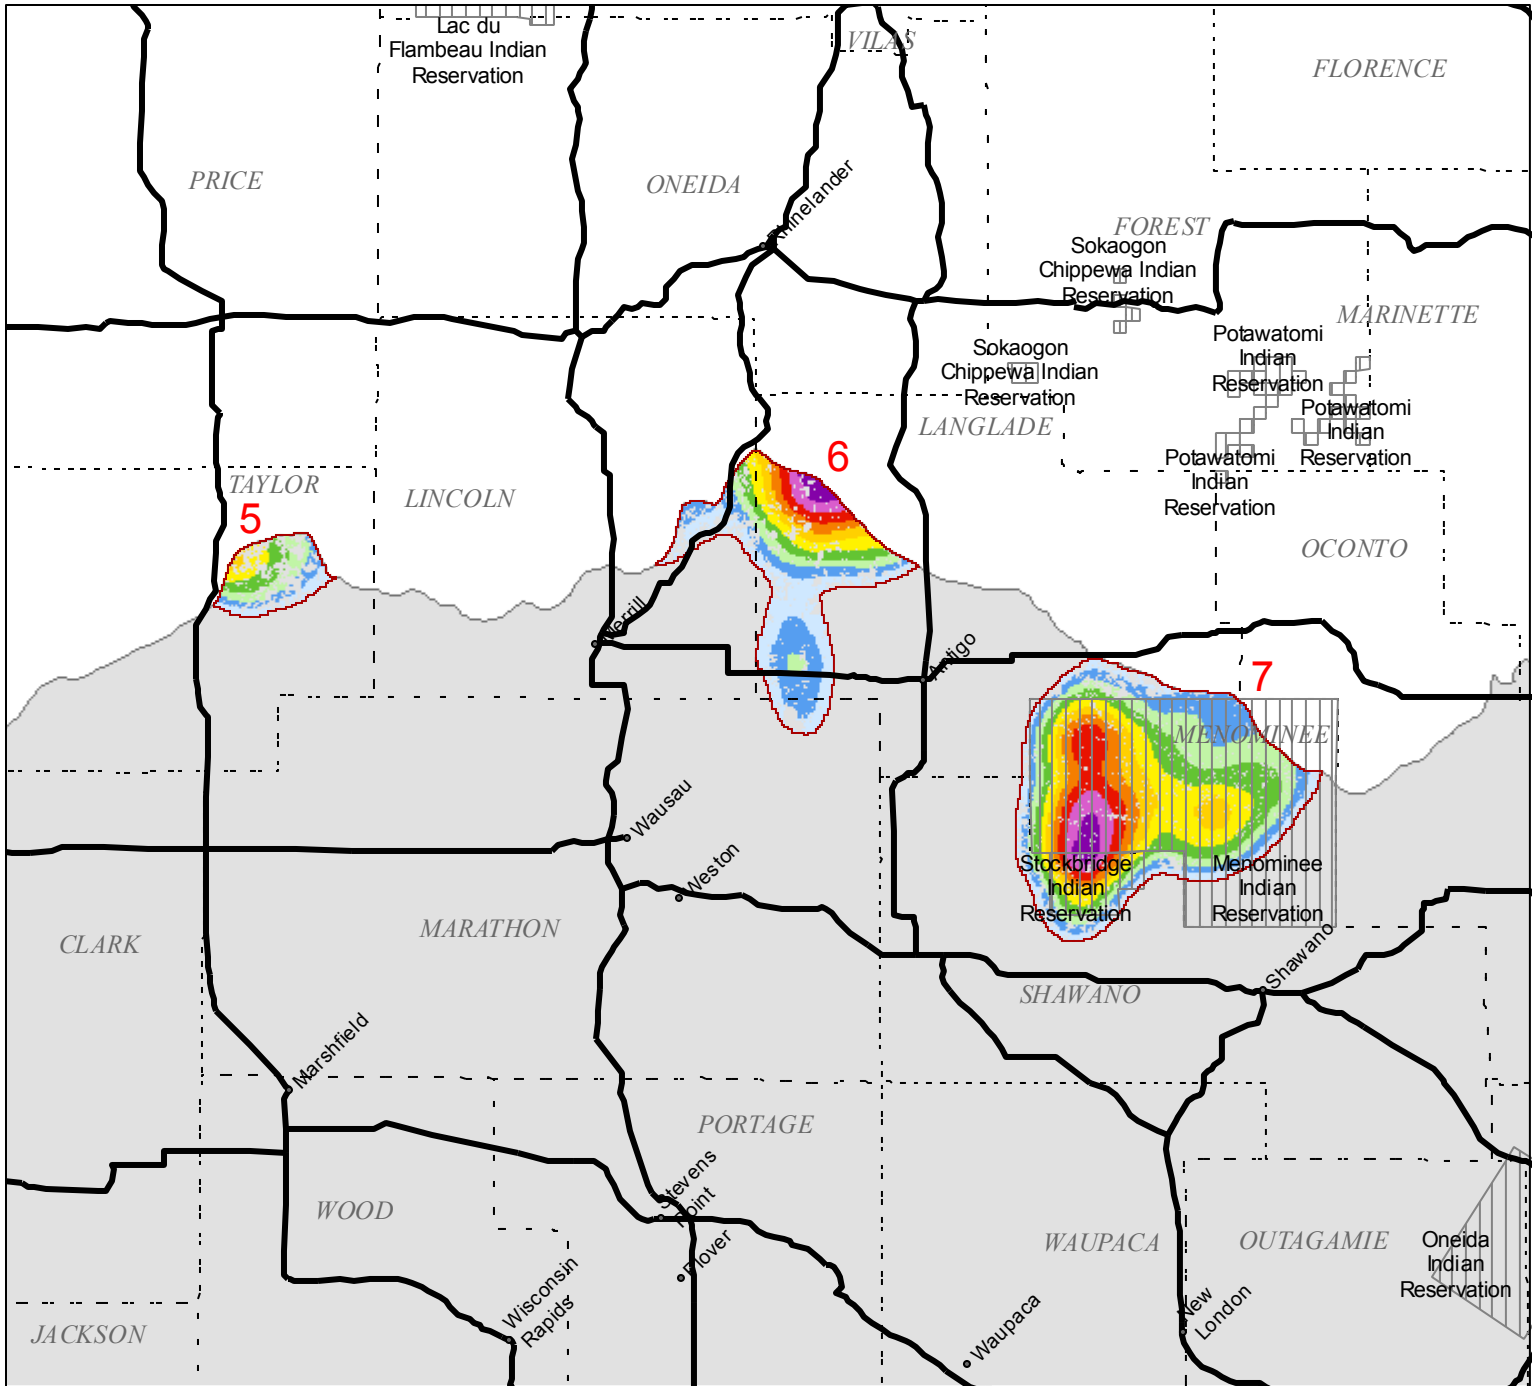 Lac du
Flambeau Indian
Reservation
VILAS
FLORENCE
PRICE
ONEIDA
Rhinelander
FOREST
Sokaogon
Chippewa Indian
Reservation
MARINETTE
Sokaogon
Chippewa Indian
Reservation
Potawatomi
Indian
Reservation
Potawatomi
Indian
Reservation
LANGLADE
Potawatomi
Indian
Reservation
6
TAYLOR
LINCOLN
5
OCONTO
Merrill
Antigo
7
MENOMINEE
Wausau
Weston
Stockbridge
Indian
Reservation
Menominee
Indian
Reservation
MARATHON
CLARK
Shawano
SHAWANO
Marshfield
PORTAGE
Stevens
Point
WOOD
Plover
WAUPACA
OUTAGAMIE
Oneida
Indian
Reservation
Wisconsin
Rapids
New
London
Waupaca
JACKSON